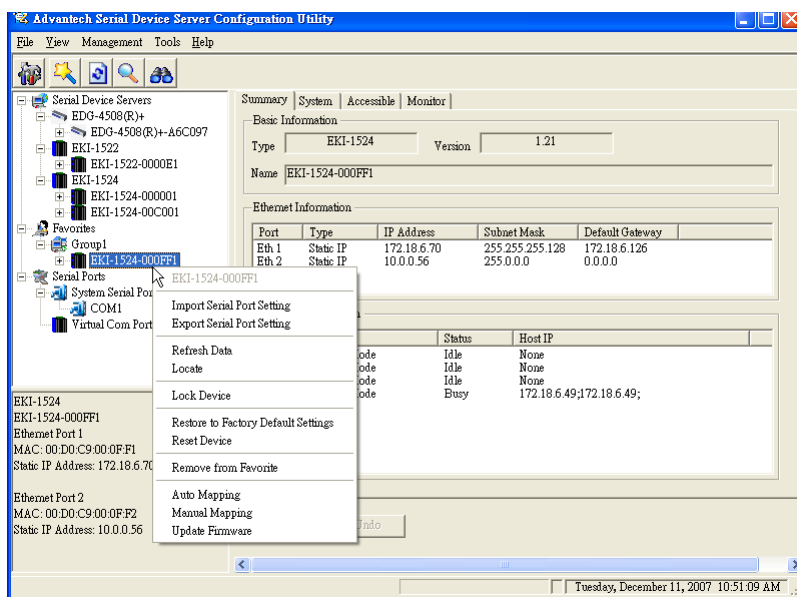 Advantech Serial Device Server Configuration Utility
File View Management Tools Help
Serial Device Servers
EDG-4508(R)+
EDG-4508(R)+-A6C097
EKI-1522
EKI-1522-0000E1
EKI-1524
EKI-1524-000001
EKI-1524-00C001
Favorites
Group1
EKI-1524-000FF1
Serial Ports
System Serial Por
COM1
Virtual Com Port
EKI-1524
EKI-1524-000FF1
Ethernet Port 1
MAC: 00:D0:C9:00:0F:F1
Static IP Address: 172.18.6.70
Ethernet Port 2
MAC: 00:D0:C9:00:0F:F2
Static IP Address: 10.0.0.56
EKI-1524-000FF1
Import Serial Port Setting
Export Serial Port Setting
Refresh Data
Locate
Lock Device
Restore to Factory Default Settings
Reset Device
Remove from Favorite
Auto Mapping
Manual Mapping
Update Firmware
Summary System Accessible Monitor
Basic Information
Type EKI-1524 Version 1.21
Name EKI-1524-000FF1
Ethernet Information
Port Type IP Address Subnet Mask Default Gateway
Eth 1 Static IP 172.18.6.70 255.255.255.128 172.18.6.126
Eth 2 Static IP 10.0.0.56 255.0.0.0 0.0.0.0
Status Host IP
ode Idle None
ode Idle None
ode Idle None
ode Busy 172.18.6.49;172.18.6.49;
Undo
Tuesday, December 11, 2007 10:51:09 AM